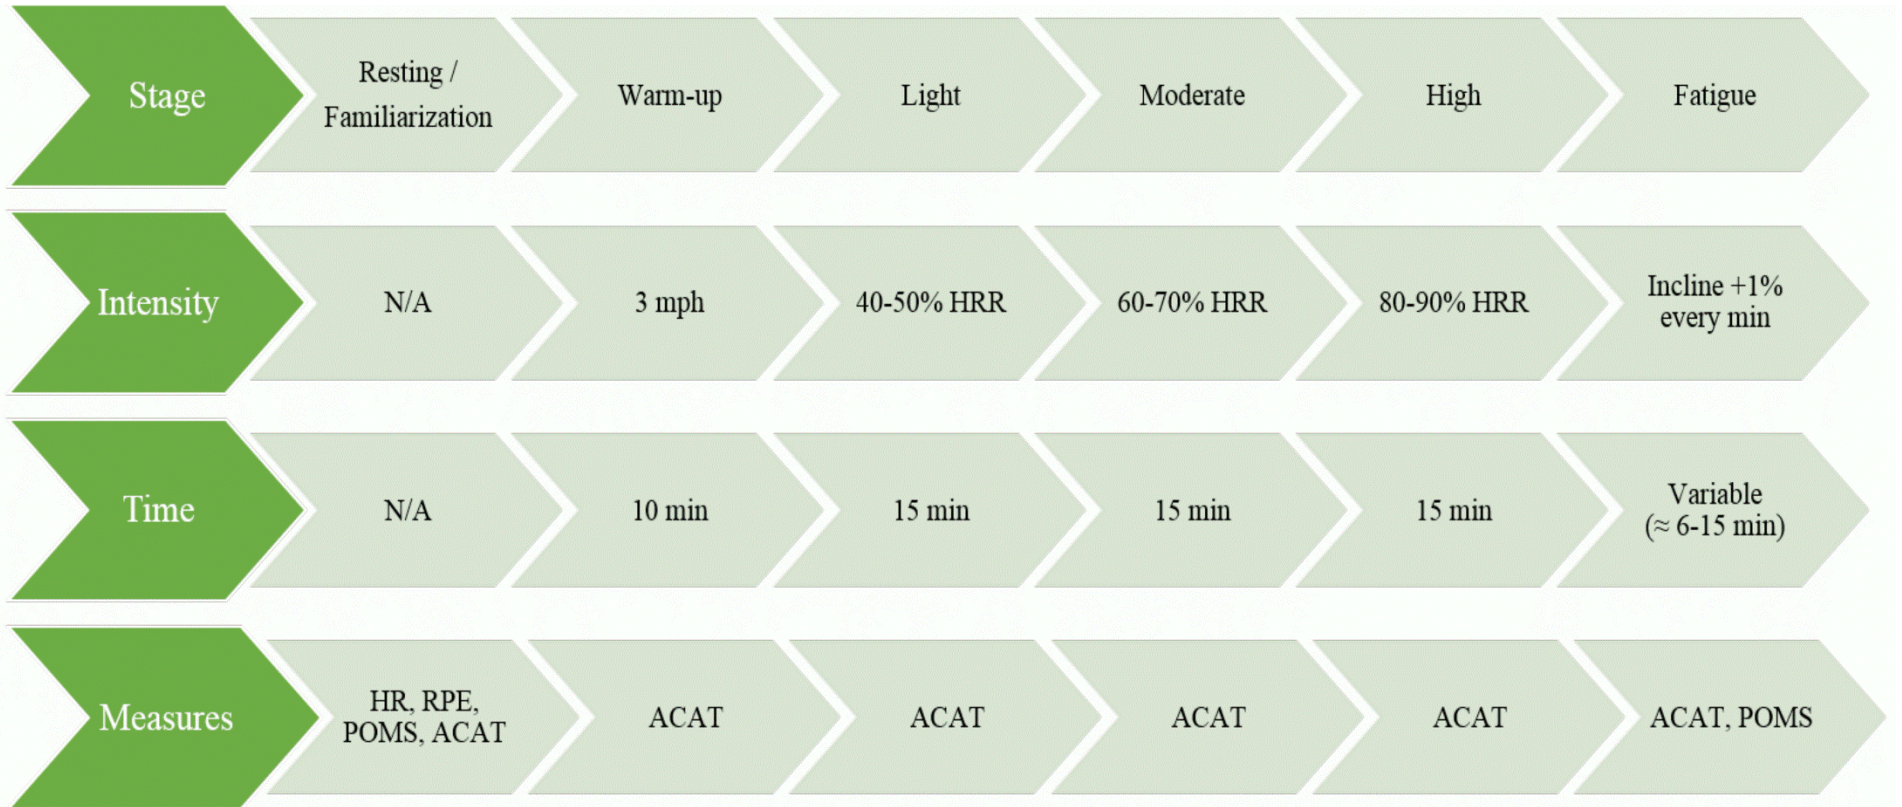 Stage
Resting /
Familiarization
Warm-up
Light
Moderate
High
Fatigue
Intensity
N/A
3 mph
40-50% HRR
60-70% HRR
80-90% HRR
Incline +1%
every min
Time
N/A
10 min
15 min
15 min
15 min
Variable
(≈ 6-15 min)
Measures
HR, RPE,
POMS, ACAT
ACAT
ACAT
ACAT
ACAT
ACAT, POMS